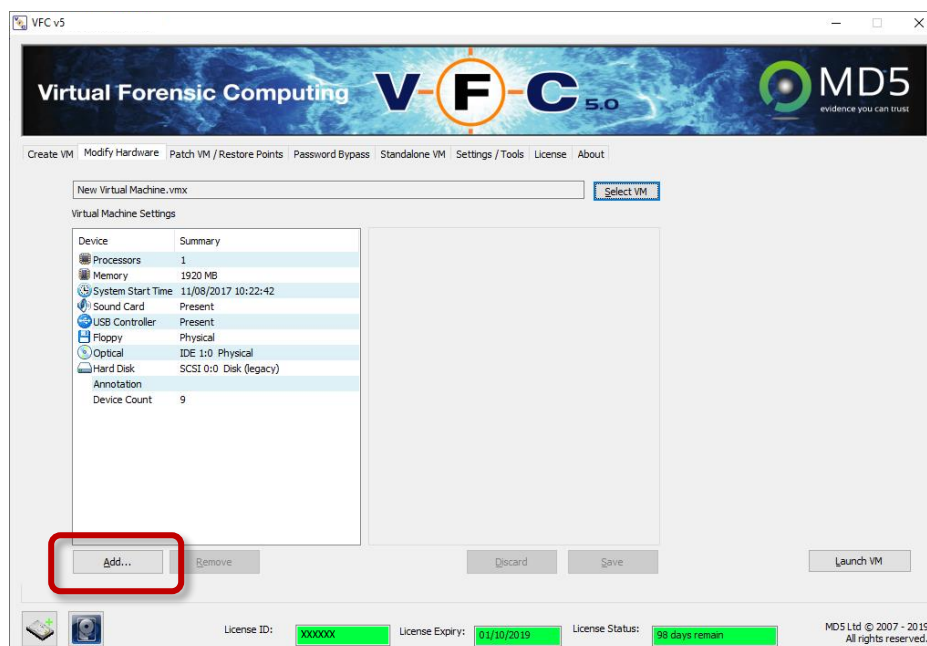 VFC v5
Virtual Forensic Computing
V-F-C 5.0
MD5
evidence you can trust
Create VM Modify Hardware Patch VM / Restore Points Password Bypass Standalone VM Settings / Tools License About
New Virtual Machine.vmx
Select VM
Virtual Machine Settings
Device Summary
Processors 1
Memory 1920 MB
System Start Time 11/08/2017 10:22:42
Sound Card Present
USB Controller Present
Floppy Physical
Optical IDE 1:0 Physical
Hard Disk SCSI 0:0 Disk (legacy)
Annotation
Device Count 9
Add... Remove Discard Save Launch VM
License ID: XXXXXX License Expiry: 01/10/2019 License Status: 98 days remain
MD5 Ltd © 2007 - 2019
All rights reserved.